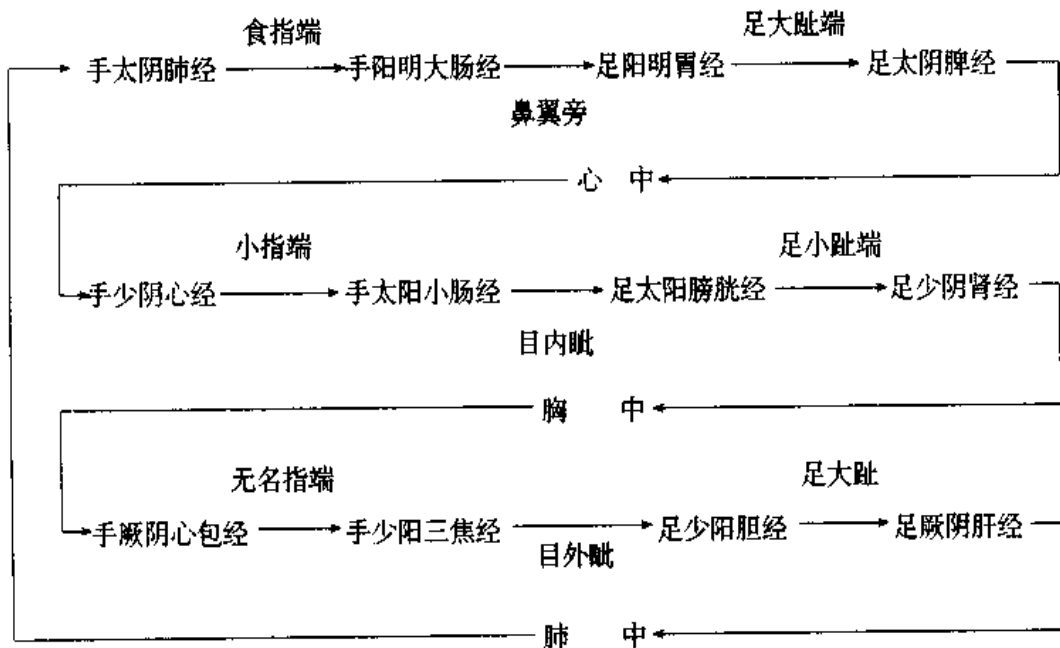 食指端 足大趾端
手太阴肺经 手阳明大肠经 足阳明胃经 足太阴脾经
鼻翼旁
心 中
小指端 足小趾端
手少阴心经 手太阳小肠经 足太阳膀胱经 足少阴肾经
目内眦
胸 中
无名指端 足大趾
手厥阴心包经 手少阳三焦经 足少阳胆经 足厥阴肝经
目外眦
肺 中